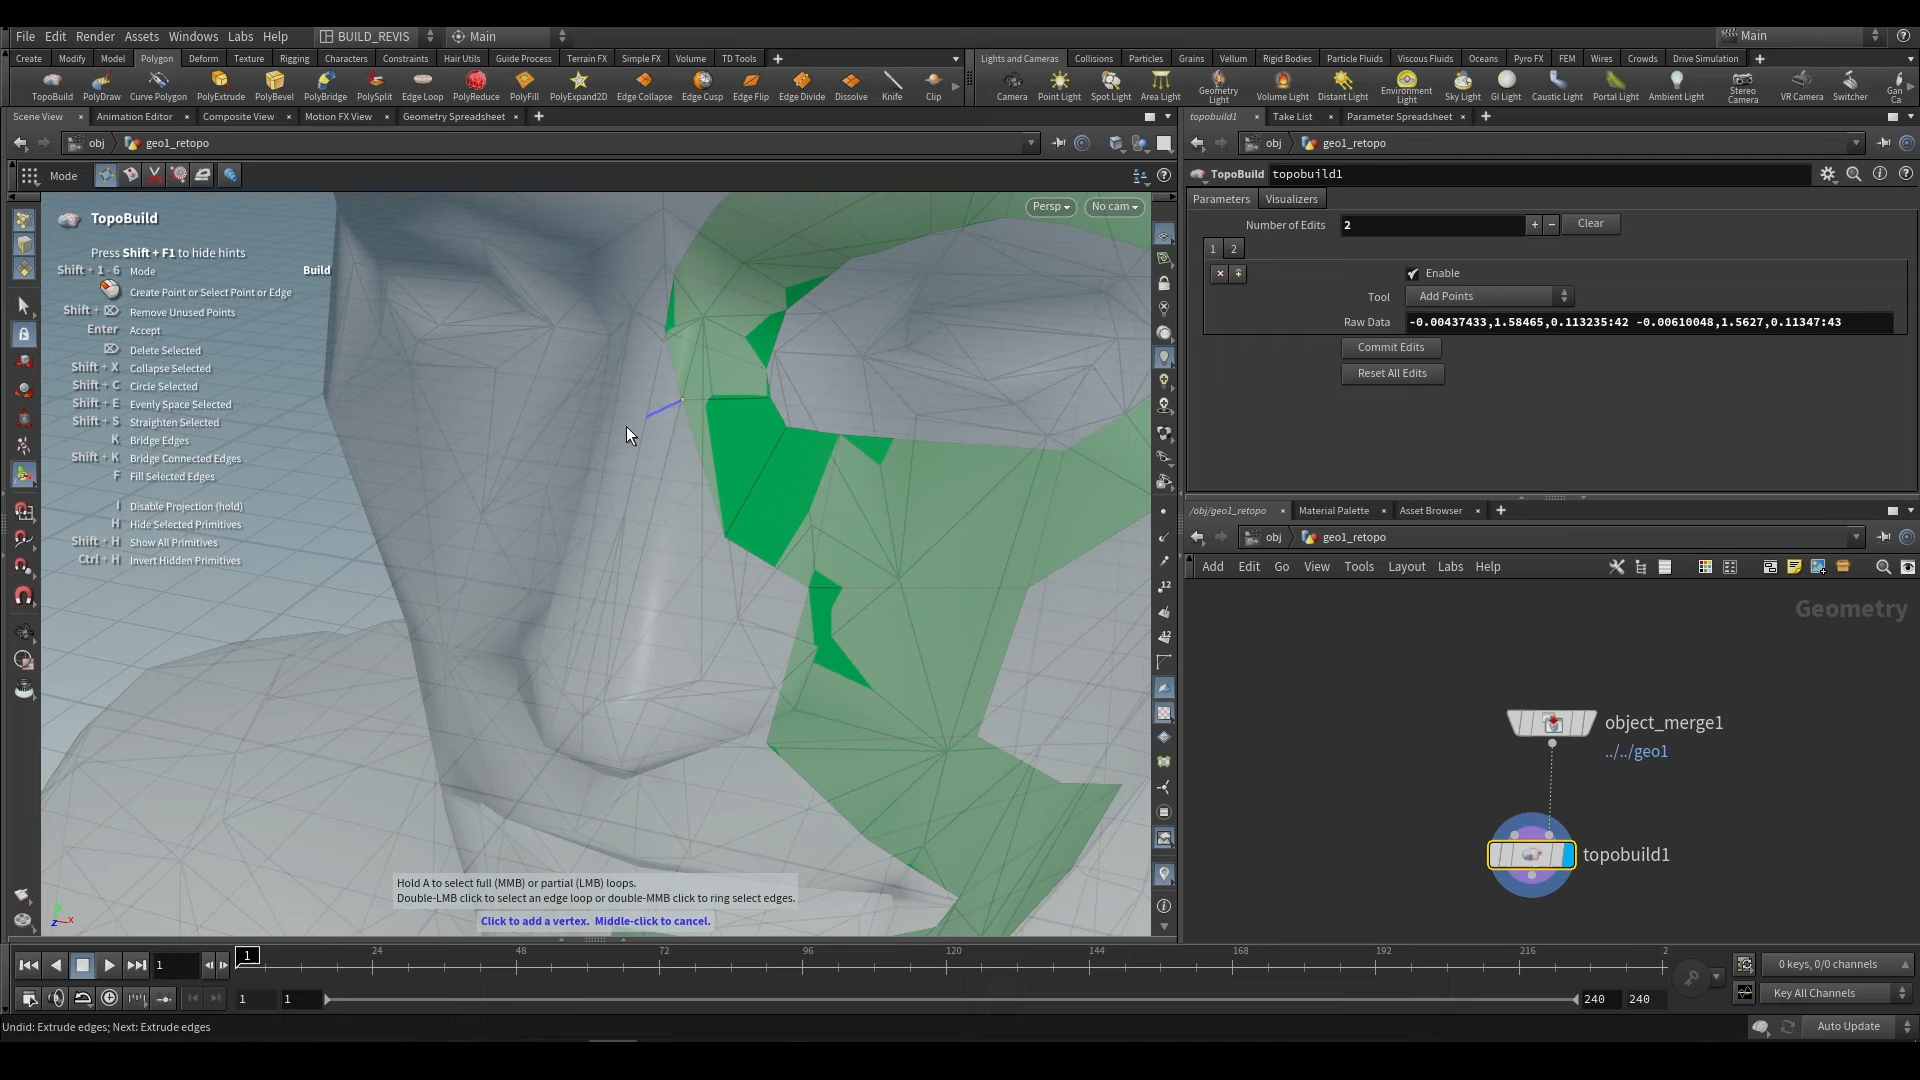 File Edit Render Assets Windows Labs Help BUILD_REVIS Main Main
Create Modify Model Polygon Deform Texture Rigging Characters Constraints Hair Utils Guide Process Terrain FX Simple FX Volume TD Tools
Lights and Cameras Collisions Particles Grains Vellum Rigid Bodies Particle Fluids Viscous Fluids Oceans Pyro FX FEM Wires Crowds Drive Simulation
TopoBuild PolyDraw Curve Polygon PolyExtrude PolyBevel PolyBridge PolySplit Edge Loop PolyReduce PolyFill PolyExpand2D Edge Collapse Edge Cusp Edge Flip Edge Divide Dissolve Knife Clip
Camera Point Light Spot Light Area Light Geometry Light Volume Light Distant Light Environment Light Sky Light GI Light Caustic Light Portal Light Ambient Light Stereo Camera VR Camera Switcher Gan Ca
Scene View Animation Editor Composite View Motion FX View Geometry Spreadsheet
topobuild1 Take List Parameter Spreadsheet
obj geo1_retopo
obj geo1_retopo
Mode
TopoBuild topobuild1
Parameters Visualizers
Number of Edits 2 Clear
1 2
Enable
Tool Add Points
Raw Data -0.00437433,1.58465,0.113235:42 -0.00610048,1.5627,0.11347:43
Commit Edits
Reset All Edits
Persp No cam
TopoBuild
Press Shift + F1 to hide hints
Shift + 1 - 6 Mode Build
Create Point or Select Point or Edge
Shift + Remove Unused Points
Enter Accept
Delete Selected
Shift + X Collapse Selected
Shift + C Circle Selected
Shift + E Evenly Space Selected
Shift + S Straighten Selected
K Bridge Edges
Shift + K Bridge Connected Edges
F Fill Selected Edges
I Disable Projection (hold)
H Hide Selected Primitives
Shift + H Show All Primitives
Ctrl + H Invert Hidden Primitives
12
12
Hold A to select full (MMB) or partial (LMB) loops.
Double-LMB click to select an edge loop or double-MMB click to ring select edges.
Click to add a vertex. Middle-click to cancel.
z x
/obj/geo1_retopo Material Palette Asset Browser
obj geo1_retopo
Add Edit Go View Tools Layout Labs Help
Geometry
object_merge1
../../geo1
topobuild1
1 1 24 48 72 96 120 144 168 192 216 2
0 keys, 0/0 channels
1 1 240 240 Key All Channels
Undid: Extrude edges; Next: Extrude edges Auto Update